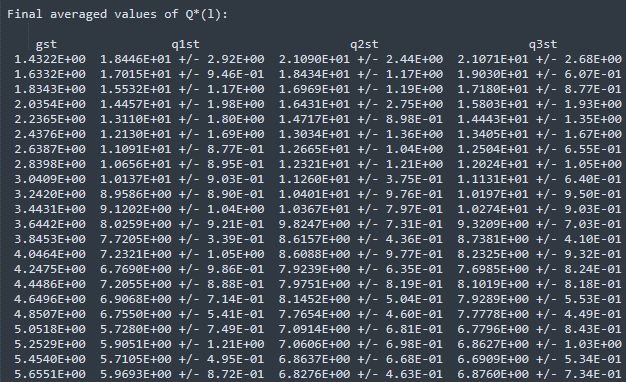 Final averaged values of Q*(l):
gst q1st q2st q3st
1.4322E+00 1.8446E+01 +/- 2.92E+00 2.1090E+01 +/- 2.44E+00 2.1071E+01 +/- 2.68E+00
1.6332E+00 1.7015E+01 +/- 9.46E-01 1.8434E+01 +/- 1.17E+00 1.9030E+01 +/- 6.07E-01
1.8343E+00 1.5532E+01 +/- 1.17E+00 1.6969E+01 +/- 1.19E+00 1.7180E+01 +/- 8.77E-01
2.0354E+00 1.4457E+01 +/- 1.98E+00 1.6431E+01 +/- 2.75E+00 1.5803E+01 +/- 1.93E+00
2.2365E+00 1.3110E+01 +/- 1.80E+00 1.4717E+01 +/- 8.98E-01 1.4443E+01 +/- 1.35E+00
2.4376E+00 1.2130E+01 +/- 1.69E+00 1.3034E+01 +/- 1.36E+00 1.3405E+01 +/- 1.67E+00
2.6387E+00 1.1091E+01 +/- 8.77E-01 1.2665E+01 +/- 1.04E+00 1.2504E+01 +/- 6.55E-01
2.8398E+00 1.0656E+01 +/- 8.95E-01 1.2321E+01 +/- 1.21E+00 1.2024E+01 +/- 1.05E+00
3.0409E+00 1.0137E+01 +/- 9.03E-01 1.1260E+01 +/- 3.75E-01 1.1131E+01 +/- 6.40E-01
3.2420E+00 8.9586E+00 +/- 8.90E-01 1.0401E+01 +/- 9.76E-01 1.0197E+01 +/- 9.50E-01
3.4431E+00 9.1202E+00 +/- 1.04E+00 1.0367E+01 +/- 7.97E-01 1.0274E+01 +/- 9.03E-01
3.6442E+00 8.0259E+00 +/- 9.21E-01 9.8247E+00 +/- 7.31E-01 9.3209E+00 +/- 7.03E-01
3.8453E+00 7.7205E+00 +/- 3.39E-01 8.6157E+00 +/- 4.36E-01 8.7381E+00 +/- 4.10E-01
4.0464E+00 7.2321E+00 +/- 1.05E+00 8.6088E+00 +/- 9.77E-01 8.2325E+00 +/- 9.32E-01
4.2475E+00 6.7690E+00 +/- 9.86E-01 7.9239E+00 +/- 6.35E-01 7.6985E+00 +/- 8.24E-01
4.4486E+00 7.2055E+00 +/- 8.88E-01 7.9751E+00 +/- 8.19E-01 8.1019E+00 +/- 8.18E-01
4.6496E+00 6.9068E+00 +/- 7.14E-01 8.1452E+00 +/- 5.04E-01 7.9289E+00 +/- 5.53E-01
4.8507E+00 6.7550E+00 +/- 5.41E-01 7.7654E+00 +/- 4.60E-01 7.7778E+00 +/- 4.49E-01
5.0518E+00 5.7280E+00 +/- 7.49E-01 7.0914E+00 +/- 6.81E-01 6.7796E+00 +/- 8.43E-01
5.2529E+00 5.9051E+00 +/- 1.21E+00 7.0606E+00 +/- 6.98E-01 6.8627E+00 +/- 1.03E+00
5.4540E+00 5.7105E+00 +/- 4.95E-01 6.8637E+00 +/- 6.68E-01 6.6909E+00 +/- 5.34E-01
5.6551E+00 5.9693E+00 +/- 8.72E-01 6.8276E+00 +/- 4.63E-01 6.8760E+00 +/- 7.34E-01